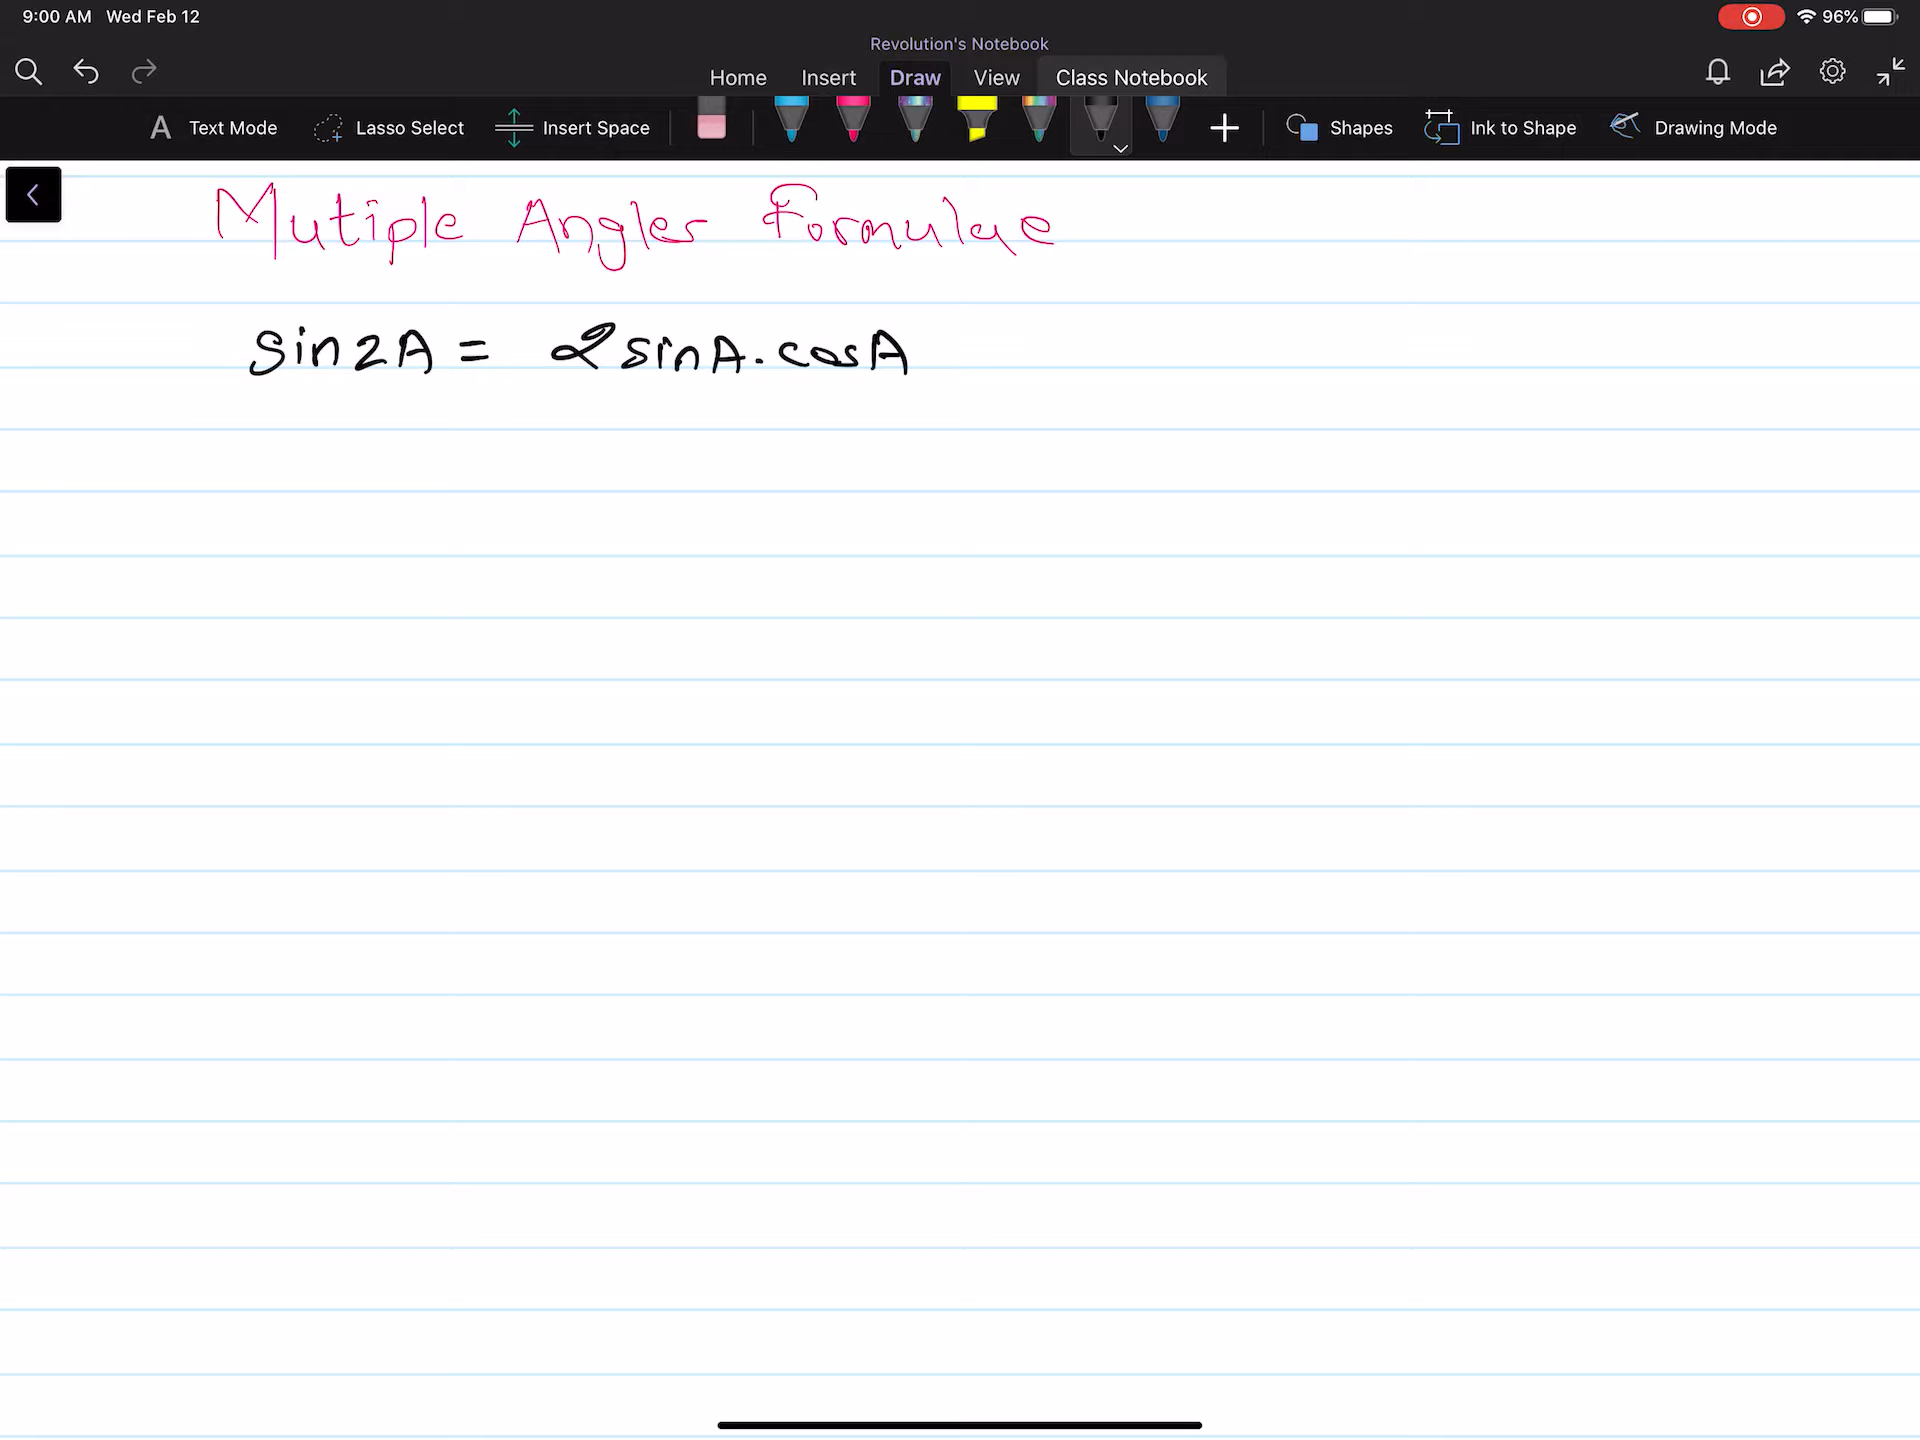 9:00 AM Wed Feb 12 96%
Revolution's Notebook
Home Insert Draw View Class Notebook
A Text Mode Lasso Select Insert Space Shapes Ink to Shape Drawing Mode
Mutiple Angles Formulae
sin2A = 2sinA.cosA